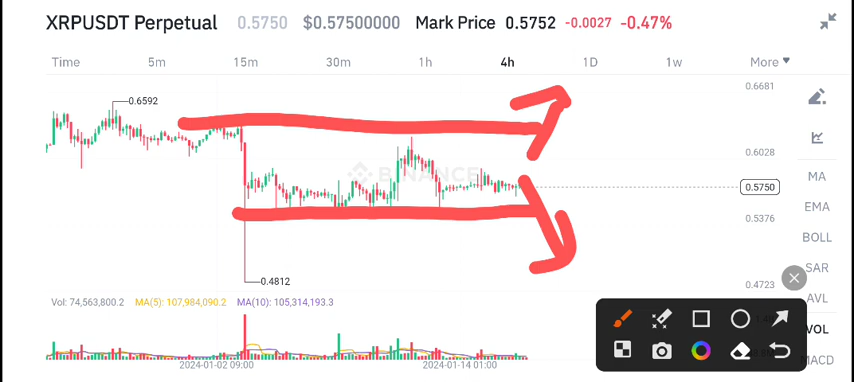 XRPUSDT Perpetual 0.5750 $0.57500000 Mark Price 0.5752 -0.0027 -0.47%
Time 5m 15m 30m 1h 4h 1D 1w More
0.6681
0.6592
0.6028
BINANCE
MA
0.5750
EMA
0.5376
BOLL
SAR
0.4812
0.4723
AVL
Vol: 74,563,800.2 MA(5): 107,984,090.2 MA(10): 105,314,193.3
VOL
MACD
2024-01-02 09:00 2024-01-14 01:00